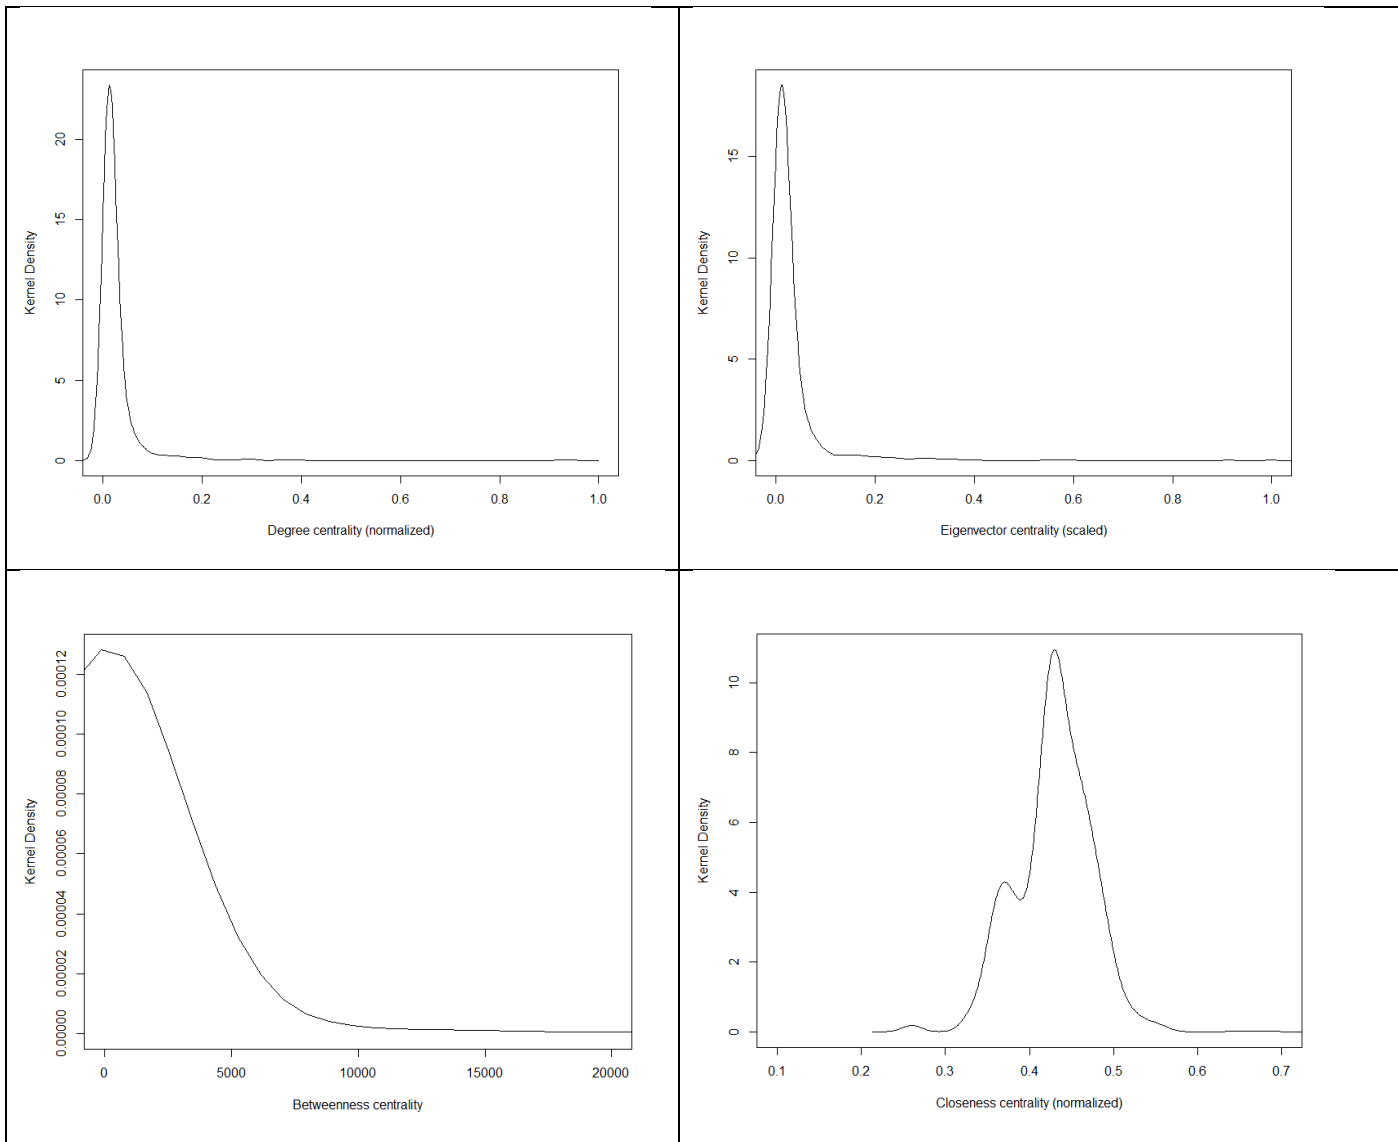 Kernel Density
20
15
10
5
0
0.0 0.2 0.4 0.6 0.8 1.0
Degree centrality (normalized)
Kernel Density
15
10
5
0
0.0 0.2 0.4 0.6 0.8 1.0
Eigenvector centrality (scaled)
Kernel Density
0.00012
0.00010
0.00008
0.00006
0.00004
0.00002
0.00000
0 5000 10000 15000 20000
Betweenness centrality
Kernel Density
10
8
6
4
2
0
0.1 0.2 0.3 0.4 0.5 0.6 0.7
Closeness centrality (normalized)